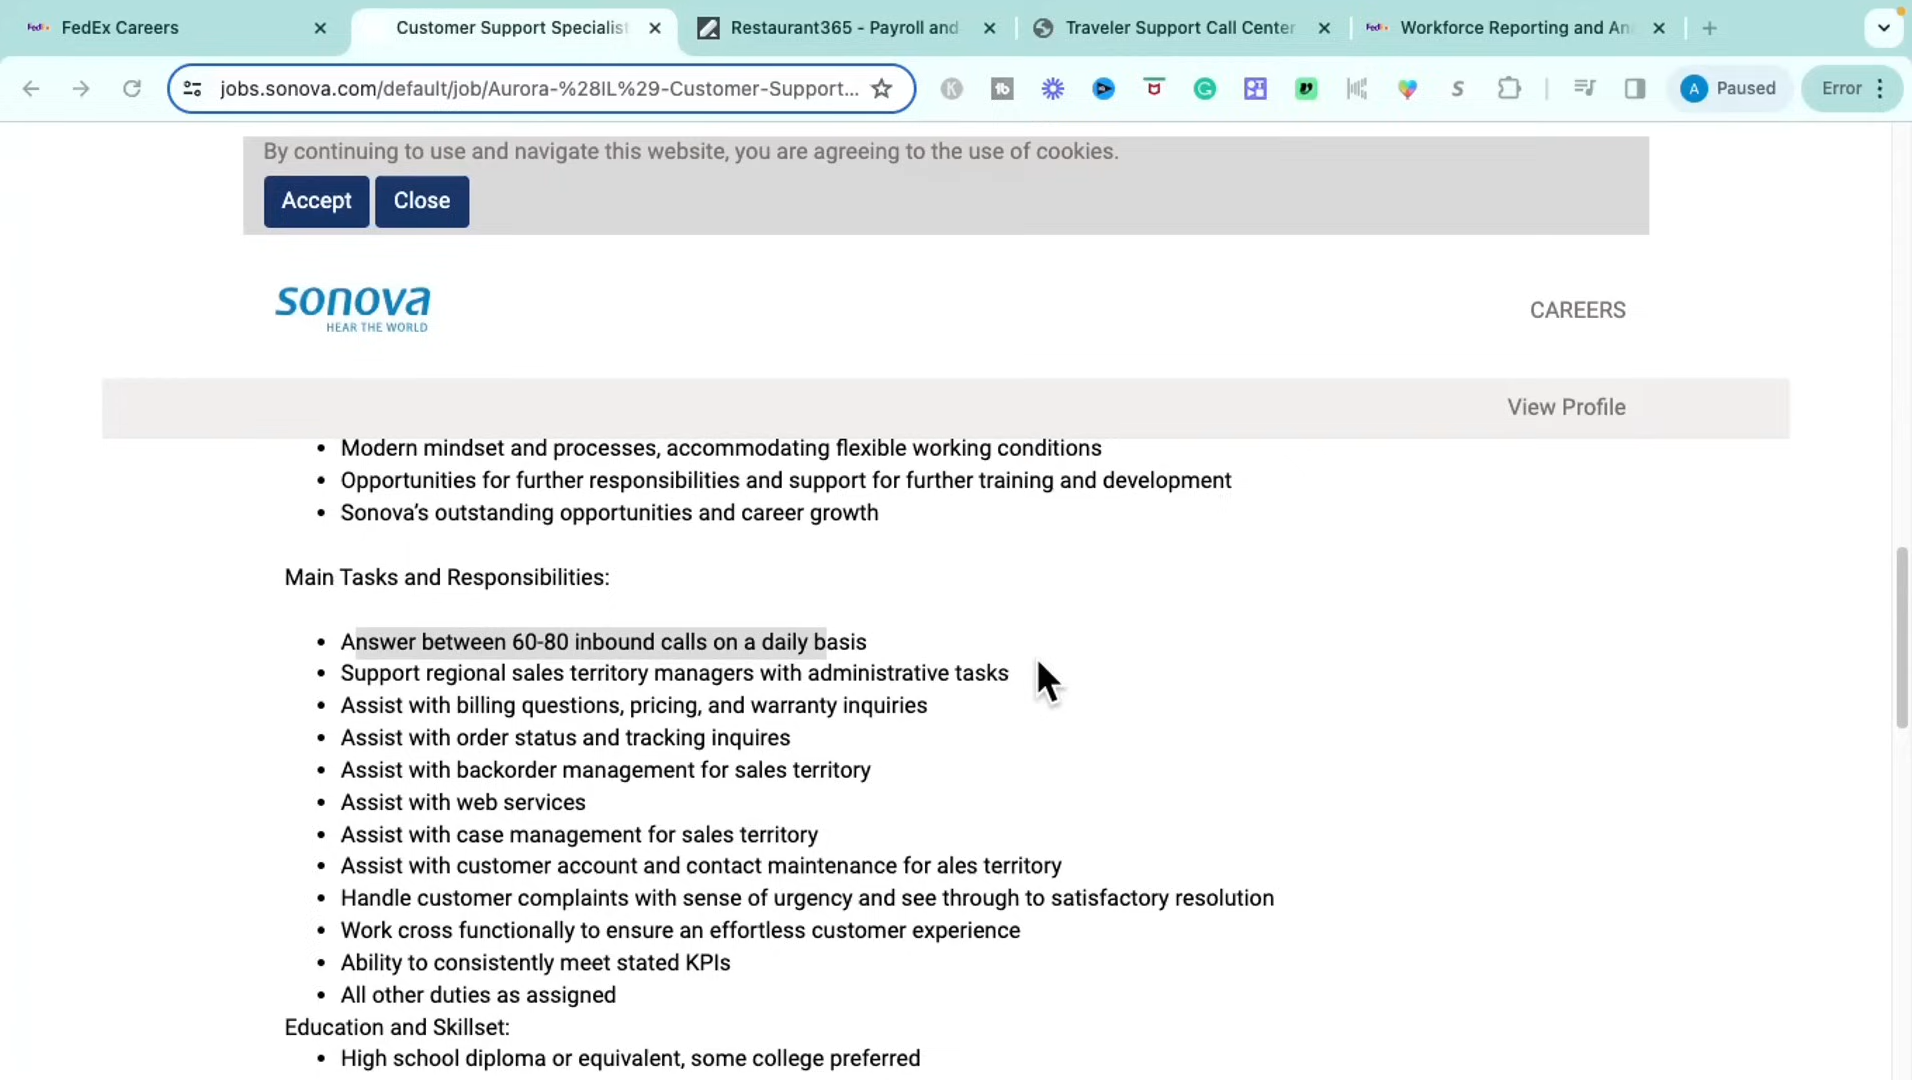 FedEx Careers
Customer Support Specialist
Restaurant365 - Payroll and
Traveler Support Call Center
FedEx Workforce Reporting and An
jobs.sonova.com/default/job/Aurora-%28IL%29-Customer-Support...
A Paused
Error
By continuing to use and navigate this website, you are agreeing to the use of cookies.
Accept Close
sonova
HEAR THE WORLD
CAREERS
View Profile
• Modern mindset and processes, accommodating flexible working conditions
• Opportunities for further responsibilities and support for further training and development
• Sonova’s outstanding opportunities and career growth
Main Tasks and Responsibilities:
• Answer between 60-80 inbound calls on a daily basis
• Support regional sales territory managers with administrative tasks
• Assist with billing questions, pricing, and warranty inquiries
• Assist with order status and tracking inquires
• Assist with backorder management for sales territory
• Assist with web services
• Assist with case management for sales territory
• Assist with customer account and contact maintenance for ales territory
• Handle customer complaints with sense of urgency and see through to satisfactory resolution
• Work cross functionally to ensure an effortless customer experience
• Ability to consistently meet stated KPIs
• All other duties as assigned
Education and Skillset:
• High school diploma or equivalent, some college preferred